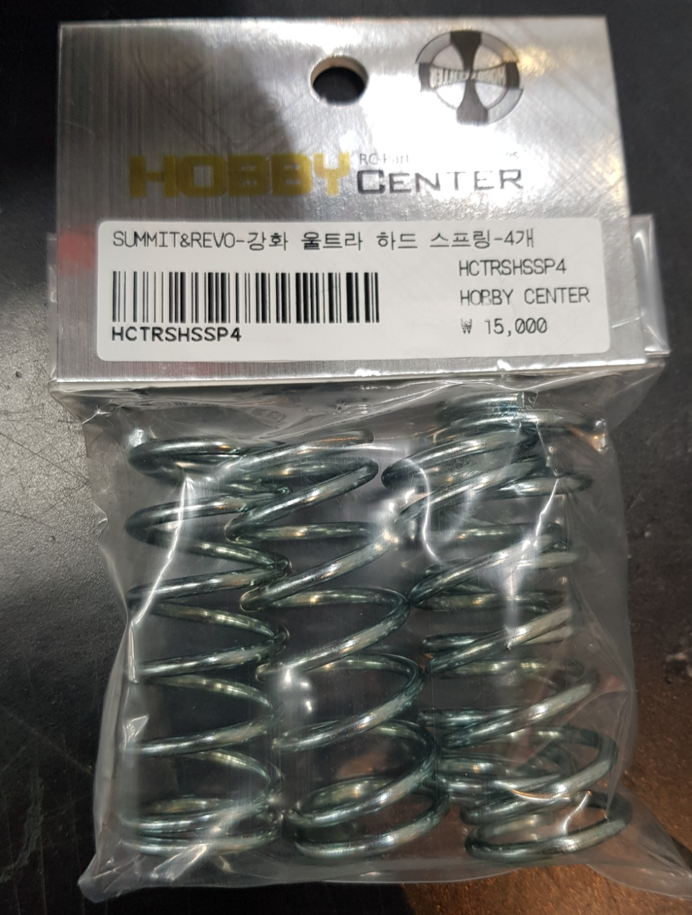 HOBBY CENTER
SUMMIT&REVO-강화 울트라 하드 스프링-4개
HCTRSHSSP4
HOBBY CENTER
₩ 15,000
HCTRSHSSP4